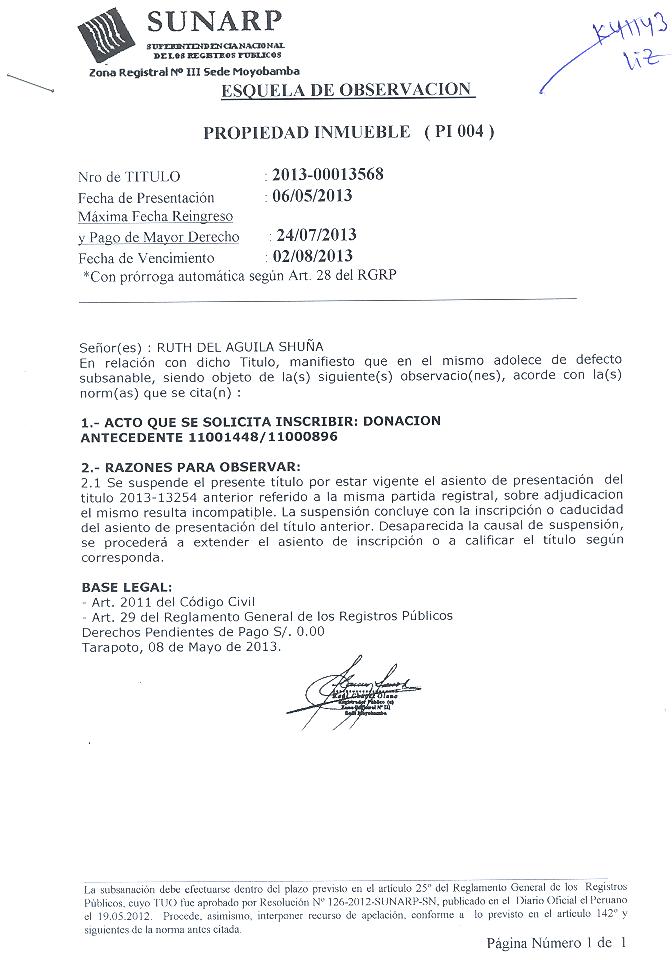 SUNARP
SUPERINTENDENCIA NACIONAL
DE LOS REGISTROS PUBLICOS
Zona Registral Nº III Sede Moyobamba
K41143
liz
ESQUELA DE OBSERVACION
PROPIEDAD INMUEBLE ( PI 004 )
Nro de TITULO : 2013-00013568
Fecha de Presentación : 06/05/2013
Máxima Fecha Reingreso
y Pago de Mayor Derecho : 24/07/2013
Fecha de Vencimiento : 02/08/2013
*Con prórroga automática según Art. 28 del RGRP
Señor(es) : RUTH DEL AGUILA SHUÑA
En relación con dicho Titulo, manifiesto que en el mismo adolece de defecto
subsanable, siendo objeto de la(s) siguiente(s) observacio(nes), acorde con la(s)
norm(as) que se cita(n) :
1.- ACTO QUE SE SOLICITA INSCRIBIR: DONACION
ANTECEDENTE 11001448/11000896
2.- RAZONES PARA OBSERVAR:
2.1 Se suspende el presente título por estar vigente el asiento de presentación del
titulo 2013-13254 anterior referido a la misma partida registral, sobre adjudicacion
el mismo resulta incompatible. La suspensión concluye con la inscripción o caducidad
del asiento de presentación del título anterior. Desaparecida la causal de suspensión,
se procederá a extender el asiento de inscripción o a calificar el título según
corresponda.
BASE LEGAL:
- Art. 2011 del Código Civil
- Art. 29 del Reglamento General de los Registros Públicos
Derechos Pendientes de Pago S/. 0.00
Tarapoto, 08 de Mayo de 2013.
Registrador Público (e)
Zona Registral Nº III
Sede Moyobamba
La subsanación debe efectuarse dentro del plazo previsto en el artículo 25º del Reglamento General de los Registros
Públicos, cuyo TUO fue aprobado por Resolución Nº 126-2012-SUNARP-SN, publicado en el Diario Oficial el Peruano
el 19.05.2012. Procede, asimismo, interponer recurso de apelación, conforme a lo previsto en el artículo 142º y
siguientes de la norma antes citada.
Página Número 1 de 1